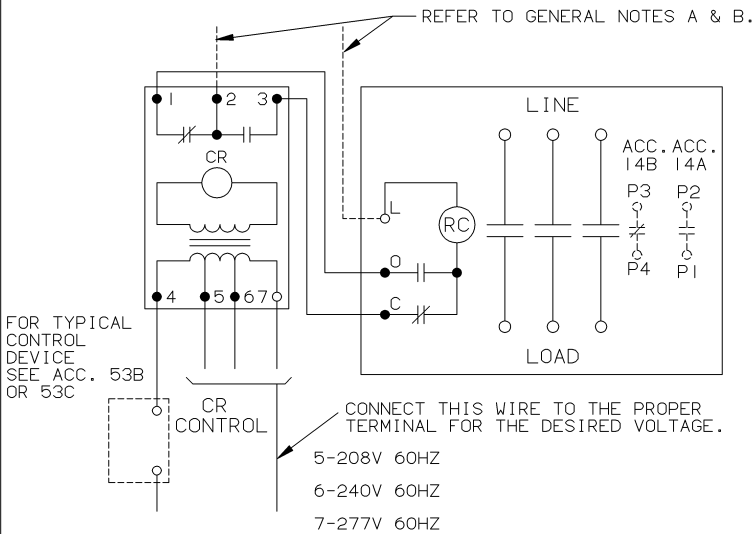 REFER TO GENERAL NOTES A & B.
1 2 3
CR
4 5 6 7
LINE
ACC. ACC.
14B 14A
P3 P2
P4 P1
L
RC
O
C
LOAD
FOR TYPICAL
CONTROL
DEVICE
SEE ACC. 53B
OR 53C
CR
CONTROL
CONNECT THIS WIRE TO THE PROPER
TERMINAL FOR THE DESIRED VOLTAGE.
5-208V 60HZ
6-240V 60HZ
7-277V 60HZ